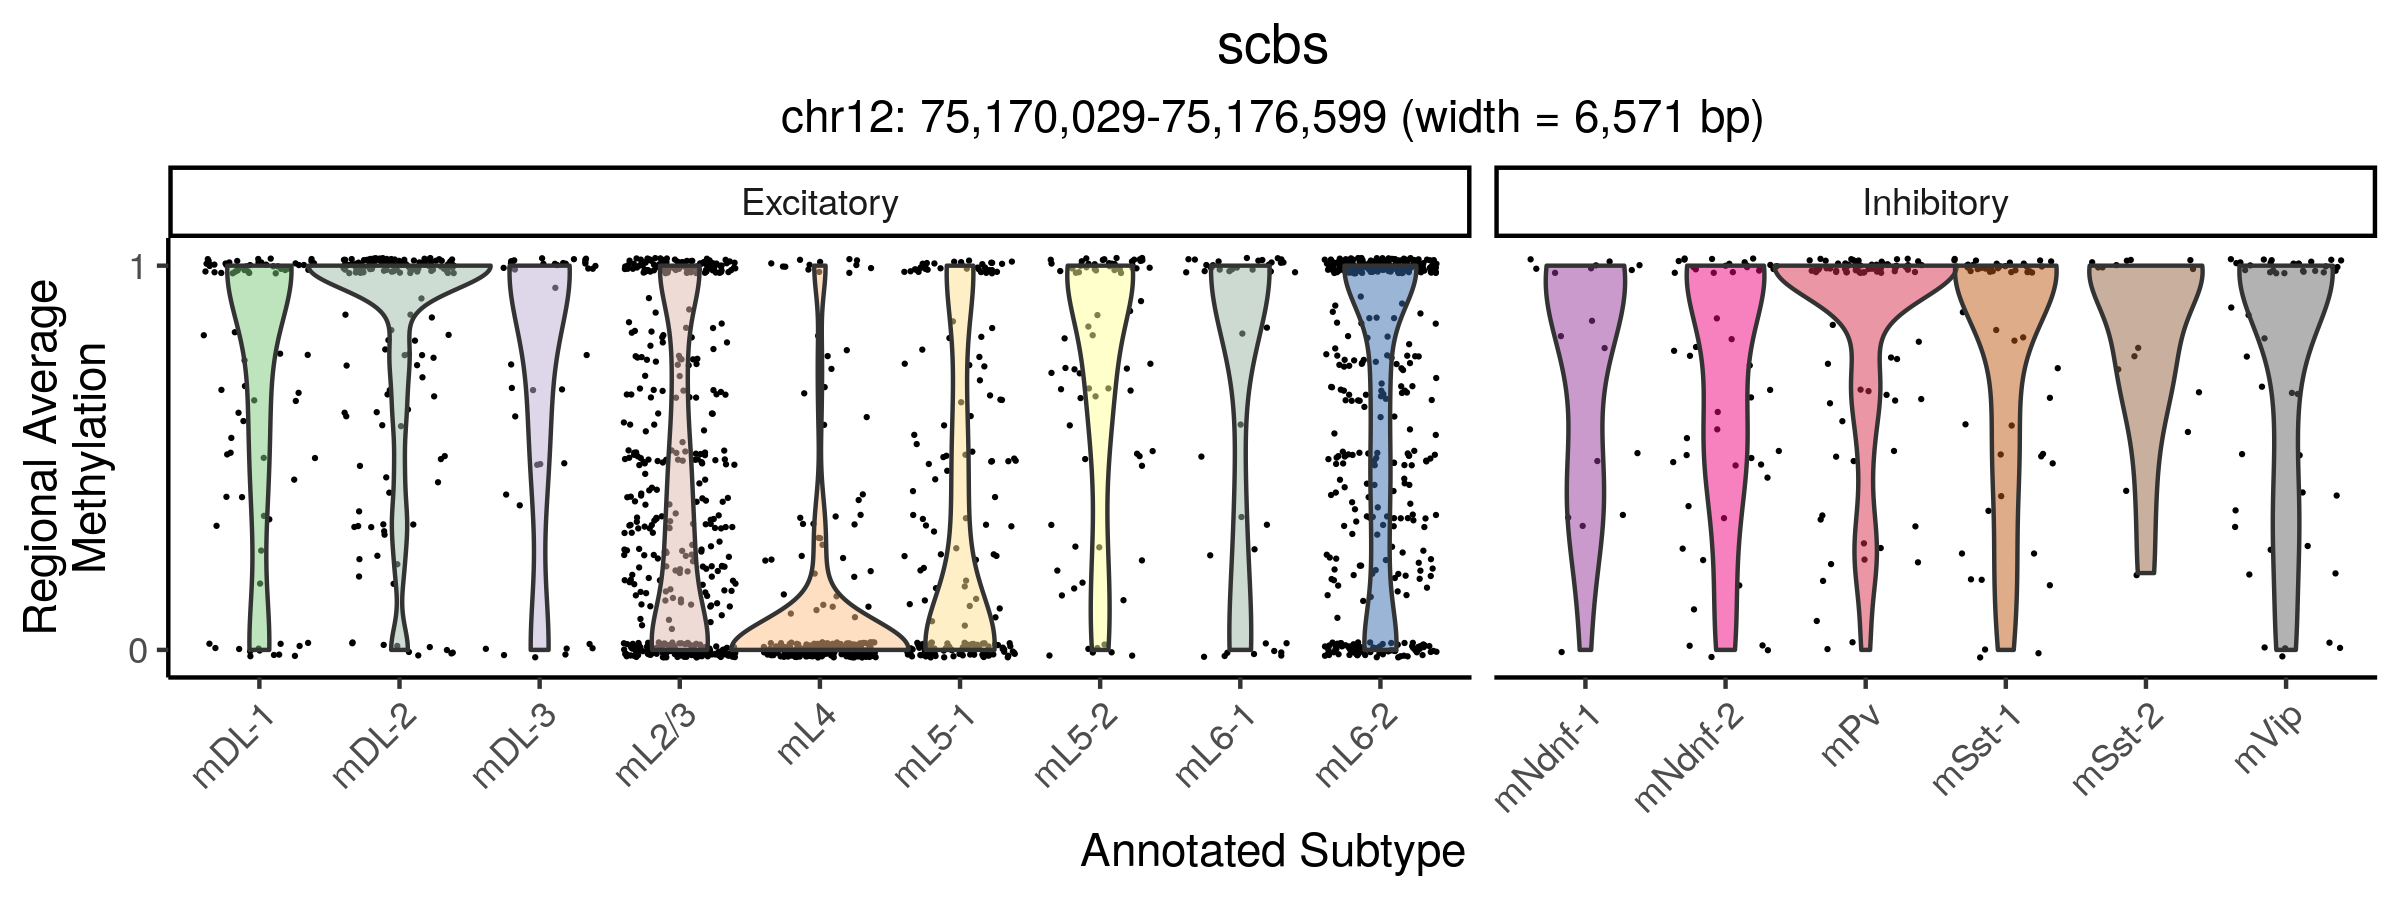 scbs
chr12: 75,170,029-75,176,599 (width = 6,571 bp)
Excitatory
Inhibitory
Regional Average
Methylation
1
0
mDL-1
mDL-2
mDL-3
mL2/3
mL4
mL5-1
mL5-2
mL6-1
mL6-2
mNdnf-1
mNdnf-2
mPv
mSst-1
mSst-2
mVip
Annotated Subtype